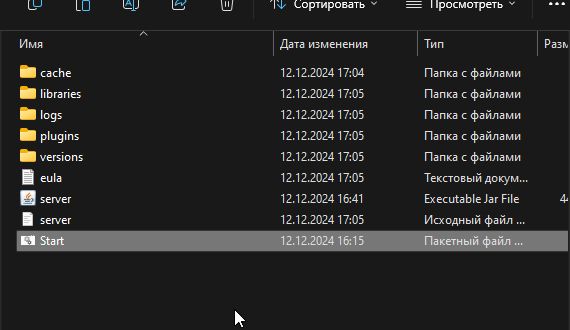 Сортировать Просмотреть
Имя Дата изменения Тип Разм
cache 12.12.2024 17:04 Папка с файлами
libraries 12.12.2024 17:05 Папка с файлами
logs 12.12.2024 17:05 Папка с файлами
plugins 12.12.2024 17:05 Папка с файлами
versions 12.12.2024 17:05 Папка с файлами
eula 12.12.2024 17:05 Текстовый докум...
server 12.12.2024 16:41 Executable Jar File 44
server 12.12.2024 17:05 Исходный файл ...
Start 12.12.2024 16:15 Пакетный файл ...